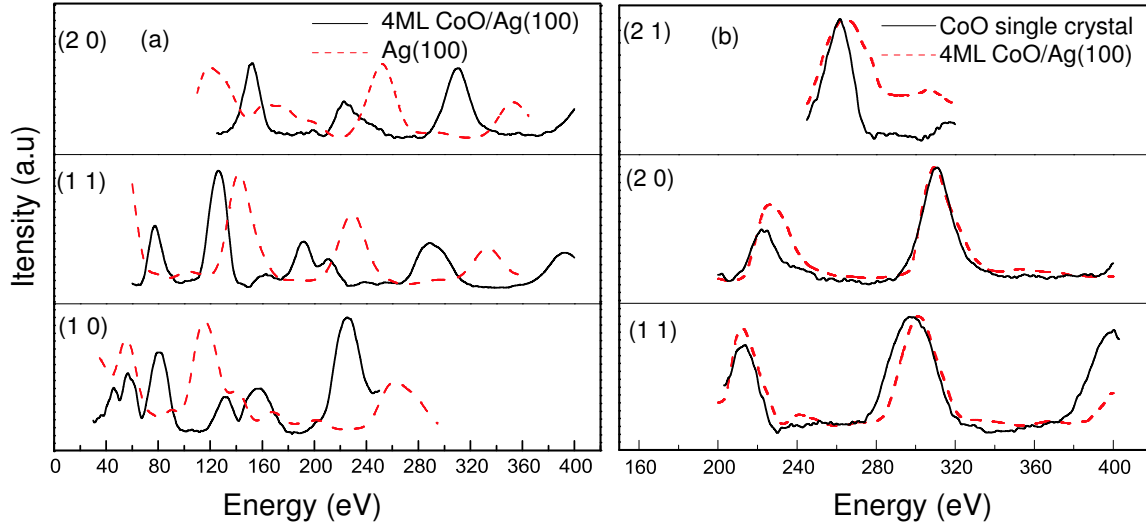 (2 0)
(a)
4ML CoO/Ag(100)
Ag(100)
(1 1)
(1 0)
Itensity (a.u)
0 40 80 120 160 200 240 280 320 360 400
Energy (eV)
(2 1)
(b)
CoO single crystal
4ML CoO/Ag(100)
(2 0)
(1 1)
160 200 240 280 320 360 400
Energy (eV)